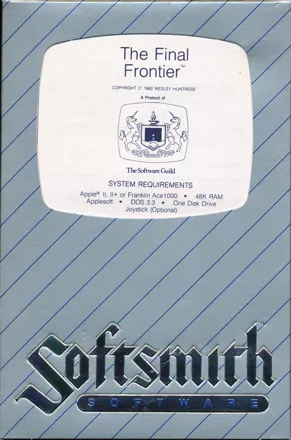 The Final
Frontier™
COPYRIGHT © 1982 WESLEY HUNTRESS
A Product of
The Software Guild
SYSTEM REQUIREMENTS
Apple® II, II+ or Franklin Ace1000 • 48K RAM
Applesoft • DOS 3.3 • One Disk Drive
Joystick (Optional)
Softsmith
SOFTWARE